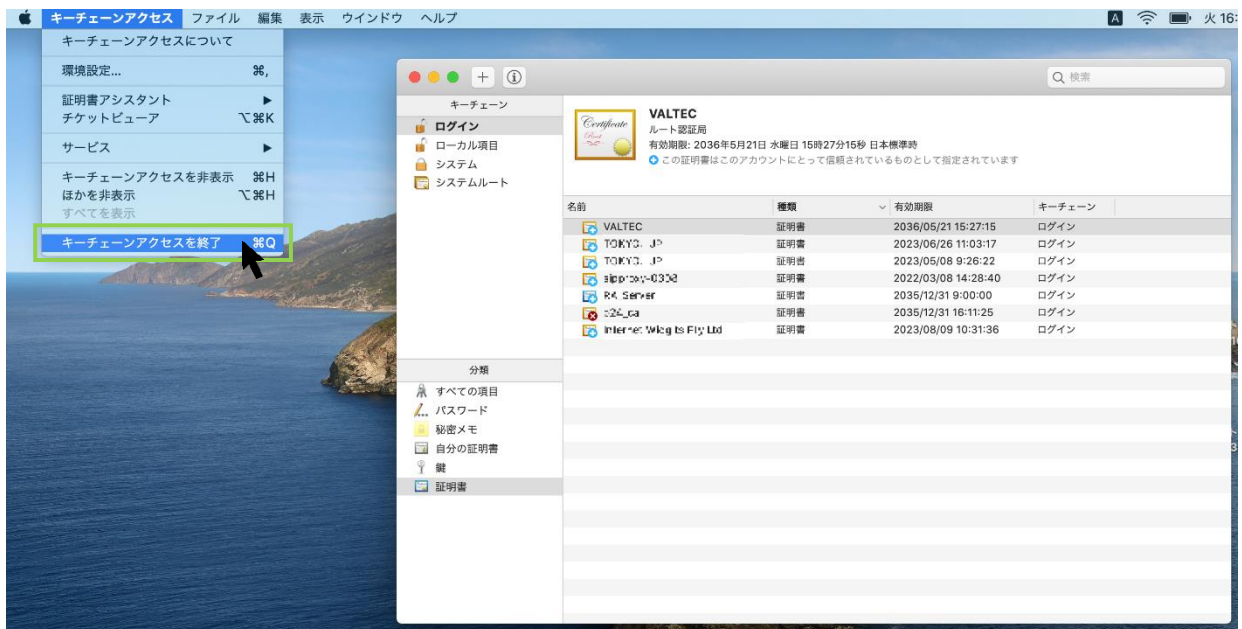 キーチェーンアクセス ファイル 編集 表示 ウインドウ ヘルプ
A 火 16:
キーチェーンアクセスについて
環境設定... ⌘,
証明書アシスタント ▶
チケットビューア ⌥⌘K
サービス ▶
キーチェーンアクセスを非表示 ⌘H
ほかを非表示 ⌥⌘H
すべてを表示
キーチェーンアクセスを終了 ⌘Q
検索
キーチェーン
ログイン
ローカル項目
システム
システムルート
分類
すべての項目
パスワード
秘密メモ
自分の証明書
鍵
証明書
Certificate
Root
VALTEC
ルート認証局
有効期限: 2036年5月21日 水曜日 15時27分15秒 日本標準時
この証明書はこのアカウントにとって信頼されているものとして指定されています
名前 種類 有効期限 キーチェーン
VALTEC 証明書 2036/05/21 15:27:15 ログイン
証明書 2023/06/26 11:03:17 ログイン
証明書 2023/05/08 9:26:22 ログイン
証明書 2022/03/08 14:28:40 ログイン
証明書 2035/12/31 9:00:00 ログイン
証明書 2035/12/31 16:11:25 ログイン
証明書 2023/08/09 10:31:36 ログイン